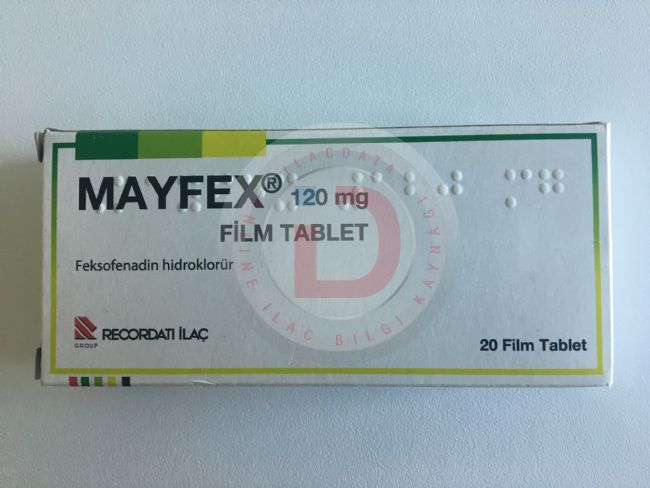 MAYFEX® 120 mg
FİLM TABLET
Feksofenadin hidroklorür
RECORDATI İLAÇ
GROUP
20 Film Tablet
D